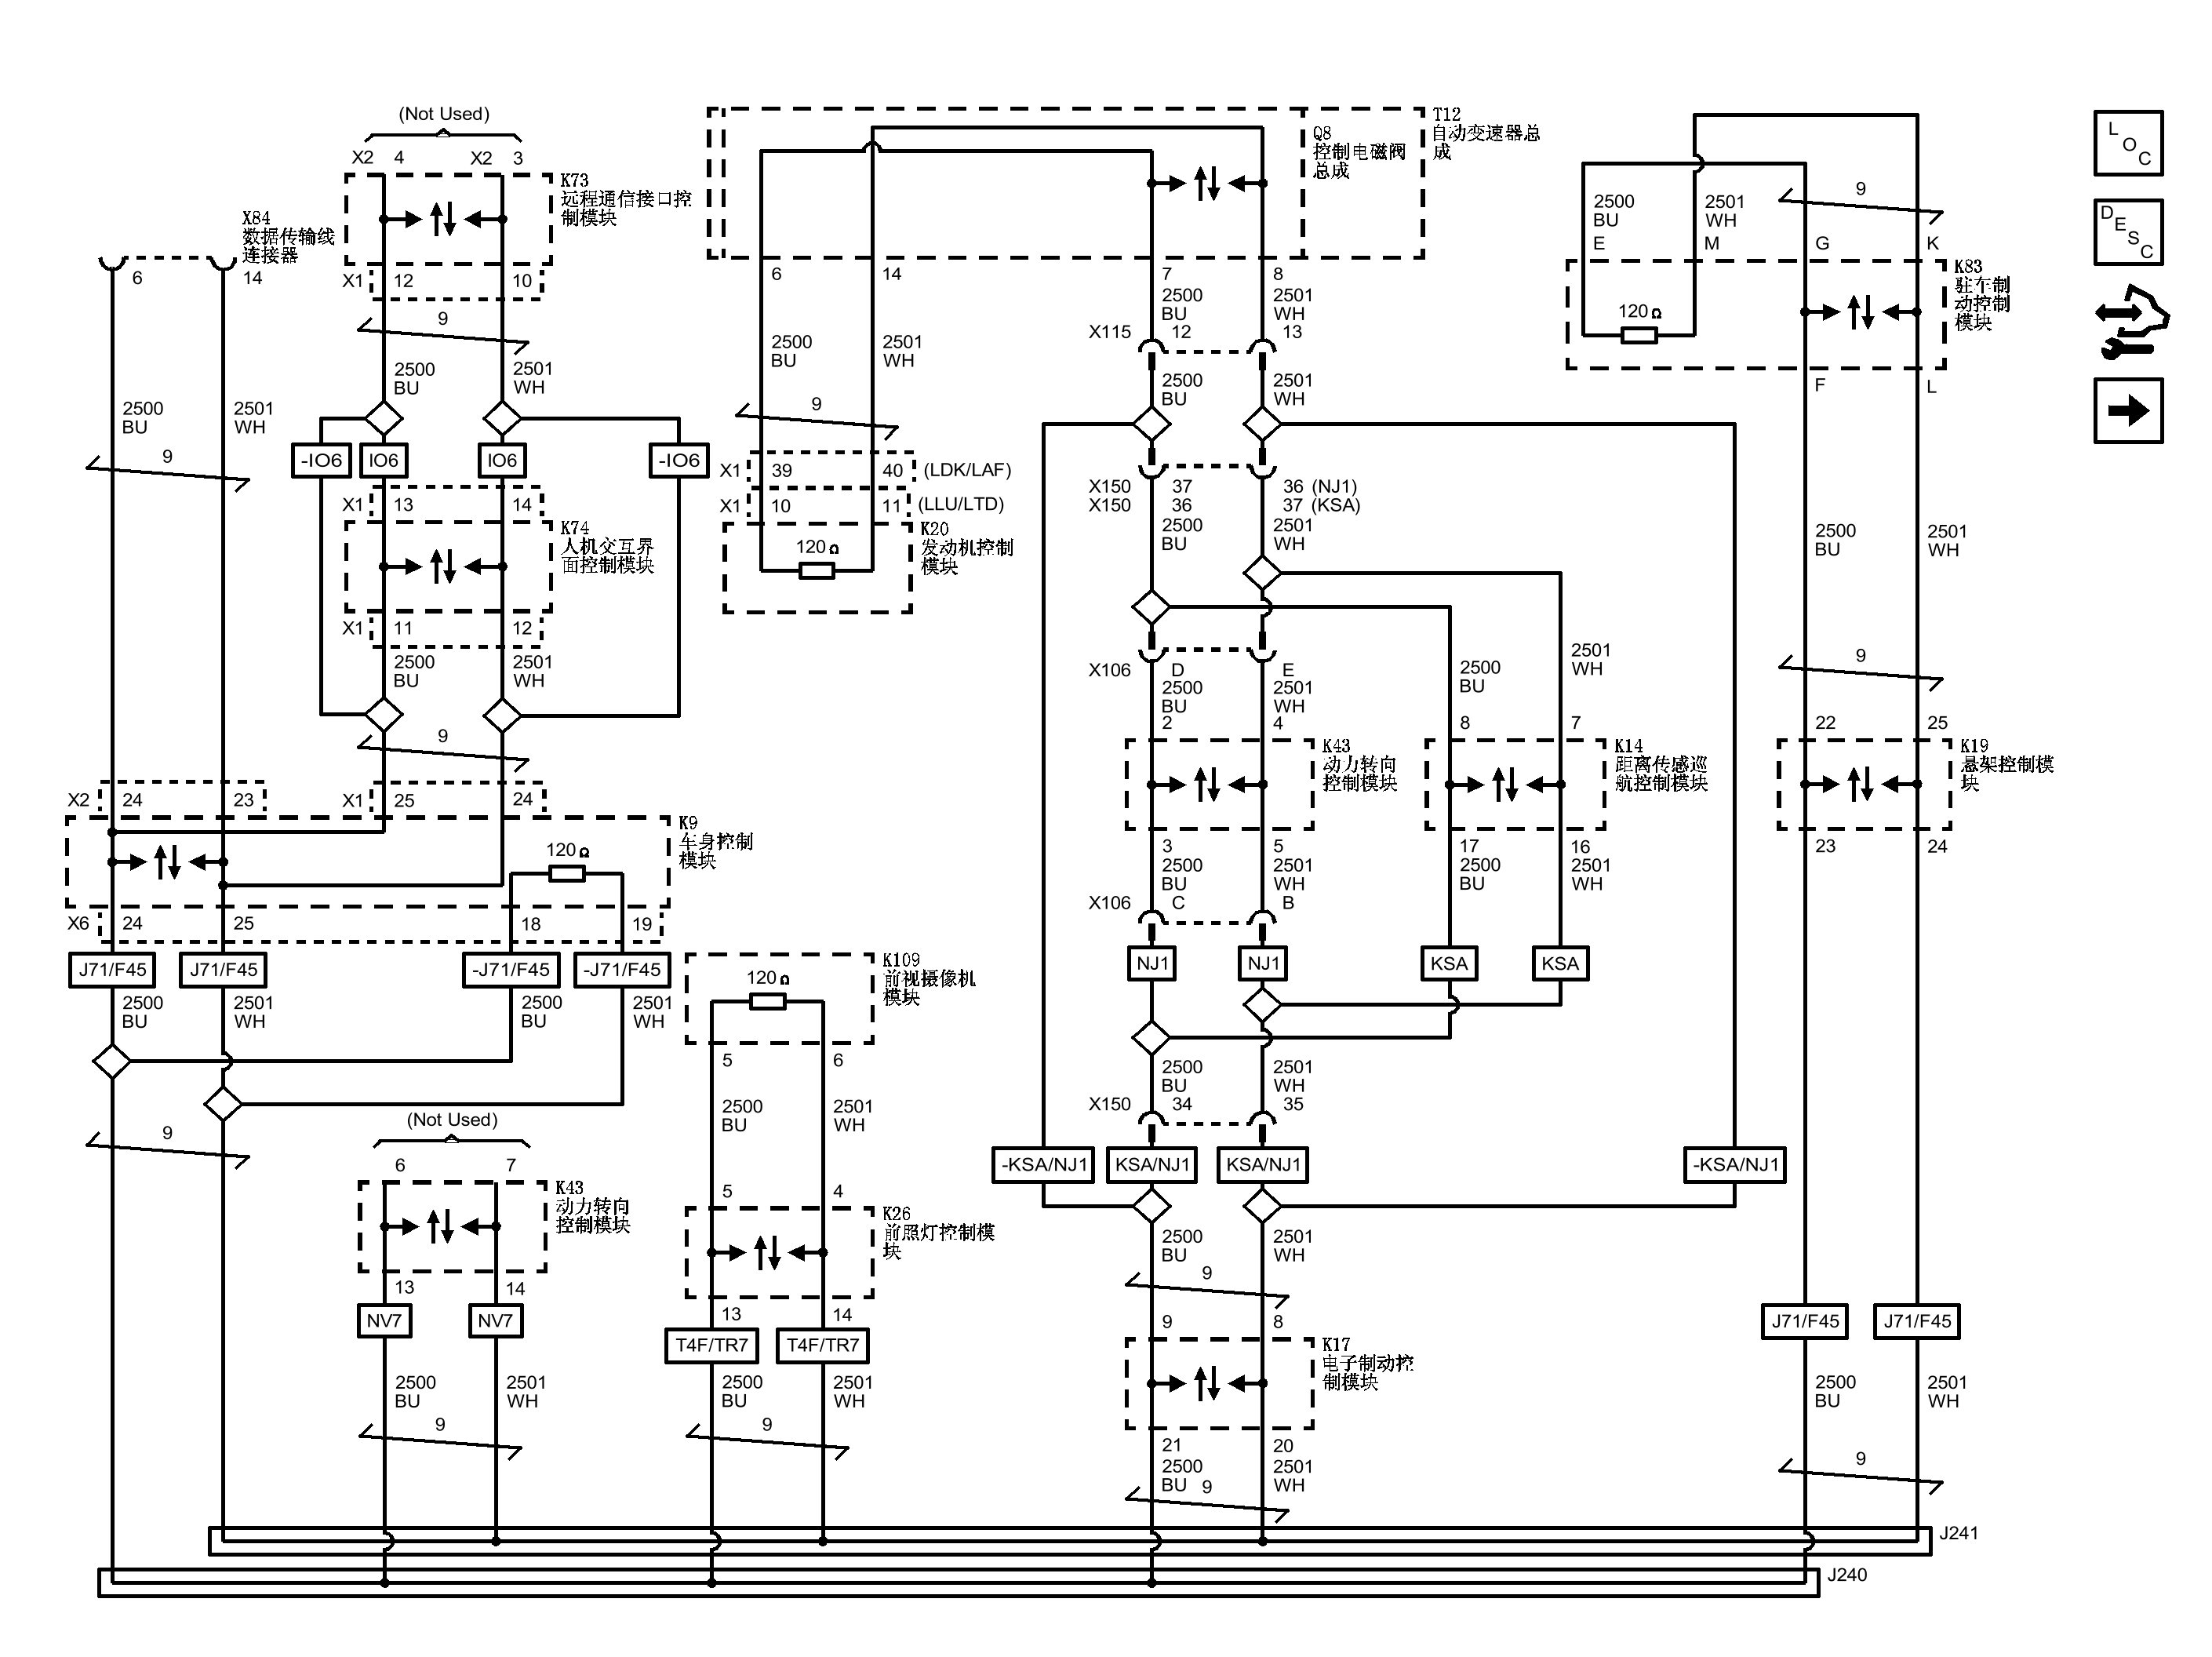 (Not Used)
X2 4 X2 3
K73
远程通信接口控
制模块
X1 12 10
9
2500
BU
2501
WH
X84
数据传输线
连接器
6 14
2500
BU
2501
WH
9
-IO6 IO6 IO6 -IO6
X1 13 14
K74
人机交互界
面控制模块
X1 11 12
2500
BU
2501
WH
9
X2 24 23 X1 25 24
K9
车身控制
模块
120Ω
X6 24 25 18 19
J71/F45 J71/F45 -J71/F45 -J71/F45
2500
BU
2501
WH
2500
BU
2501
WH
9
(Not Used)
6 7
K43
动力转向
控制模块
13 14
NV7 NV7
2500
BU
2501
WH
9
T12
自动变速器总
成
Q8
控制电磁阀
总成
6 14 7 8
2500
BU
2501
WH
9
X1 39 40 (LDK/LAF)
X1 10 11 (LLU/LTD)
K20
发动机控制
模块
120Ω
K109
前视摄像机
模块
120Ω
5 6
2500
BU
2501
WH
5 4
K26
前照灯控制模
块
13 14
T4F/TR7 T4F/TR7
2500
BU
2501
WH
9
2500
BU
2501
WH
X115 12 13
2500
BU
2501
WH
X150 37 36 (NJ1)
X150 36 37 (KSA)
2500
BU
2501
WH
X106 D E
2500
BU
2501
WH
2 4
K43
动力转向
控制模块
3 5
2500
BU
2501
WH
X106 C B
NJ1 NJ1 KSA KSA
2500
BU
2501
WH
8 7
K14
距离传感巡
航控制模块
17 16
2500
BU
2501
WH
2500
BU
2501
WH
X150 34 35
-KSA/NJ1 KSA/NJ1 KSA/NJ1 -KSA/NJ1
2500
BU
2501
WH
9
9 8
K17
电子制动控
制模块
21 20
2500
BU
2501
WH
9
2500
BU
2501
WH
9
E M G K
K83
驻车制
动控制
模块
120Ω
F L
2500
BU
2501
WH
9
22 25
K19
悬架控制模
块
23 24
J71/F45 J71/F45
2500
BU
2501
WH
9
J241
J240
LOC
DESC